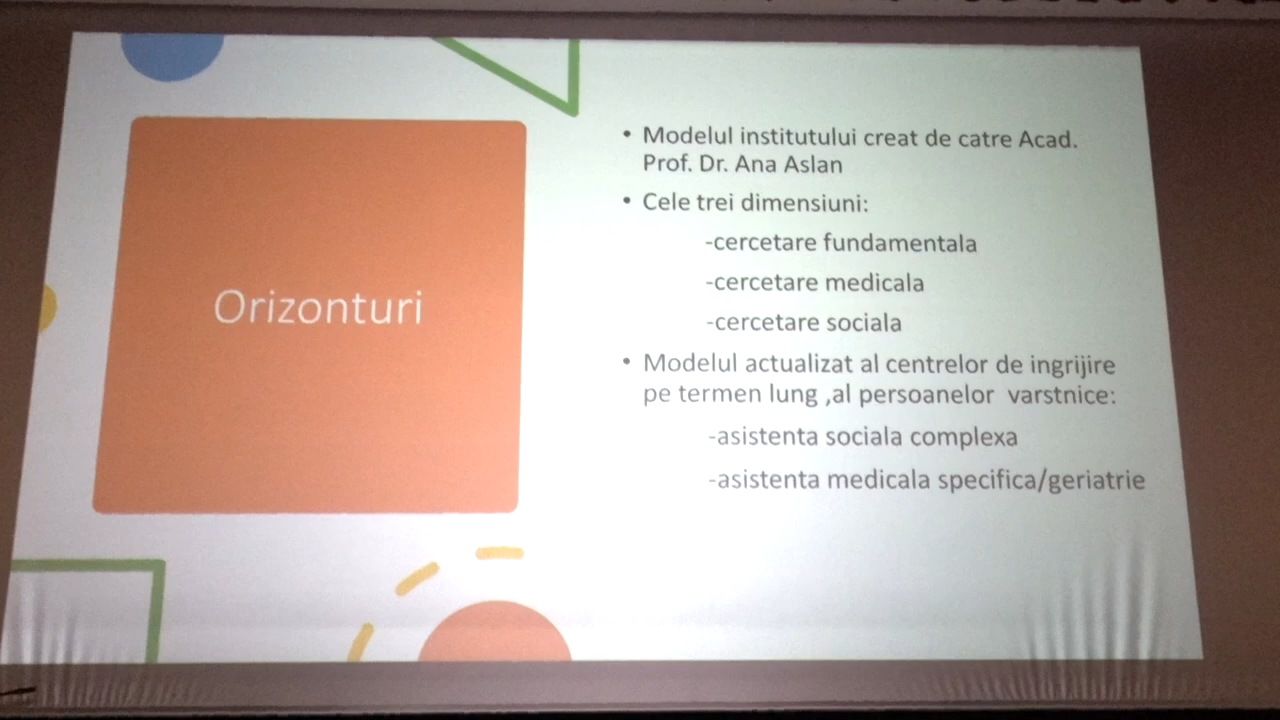 Orizonturi
• Modelul institutului creat de catre Acad.
Prof. Dr. Ana Aslan
• Cele trei dimensiuni:
-cercetare fundamentala
-cercetare medicala
-cercetare sociala
• Modelul actualizat al centrelor de ingrijire
pe termen lung ,al persoanelor  varstnice:
-asistenta sociala complexa
-asistenta medicala specifica/geriatrie